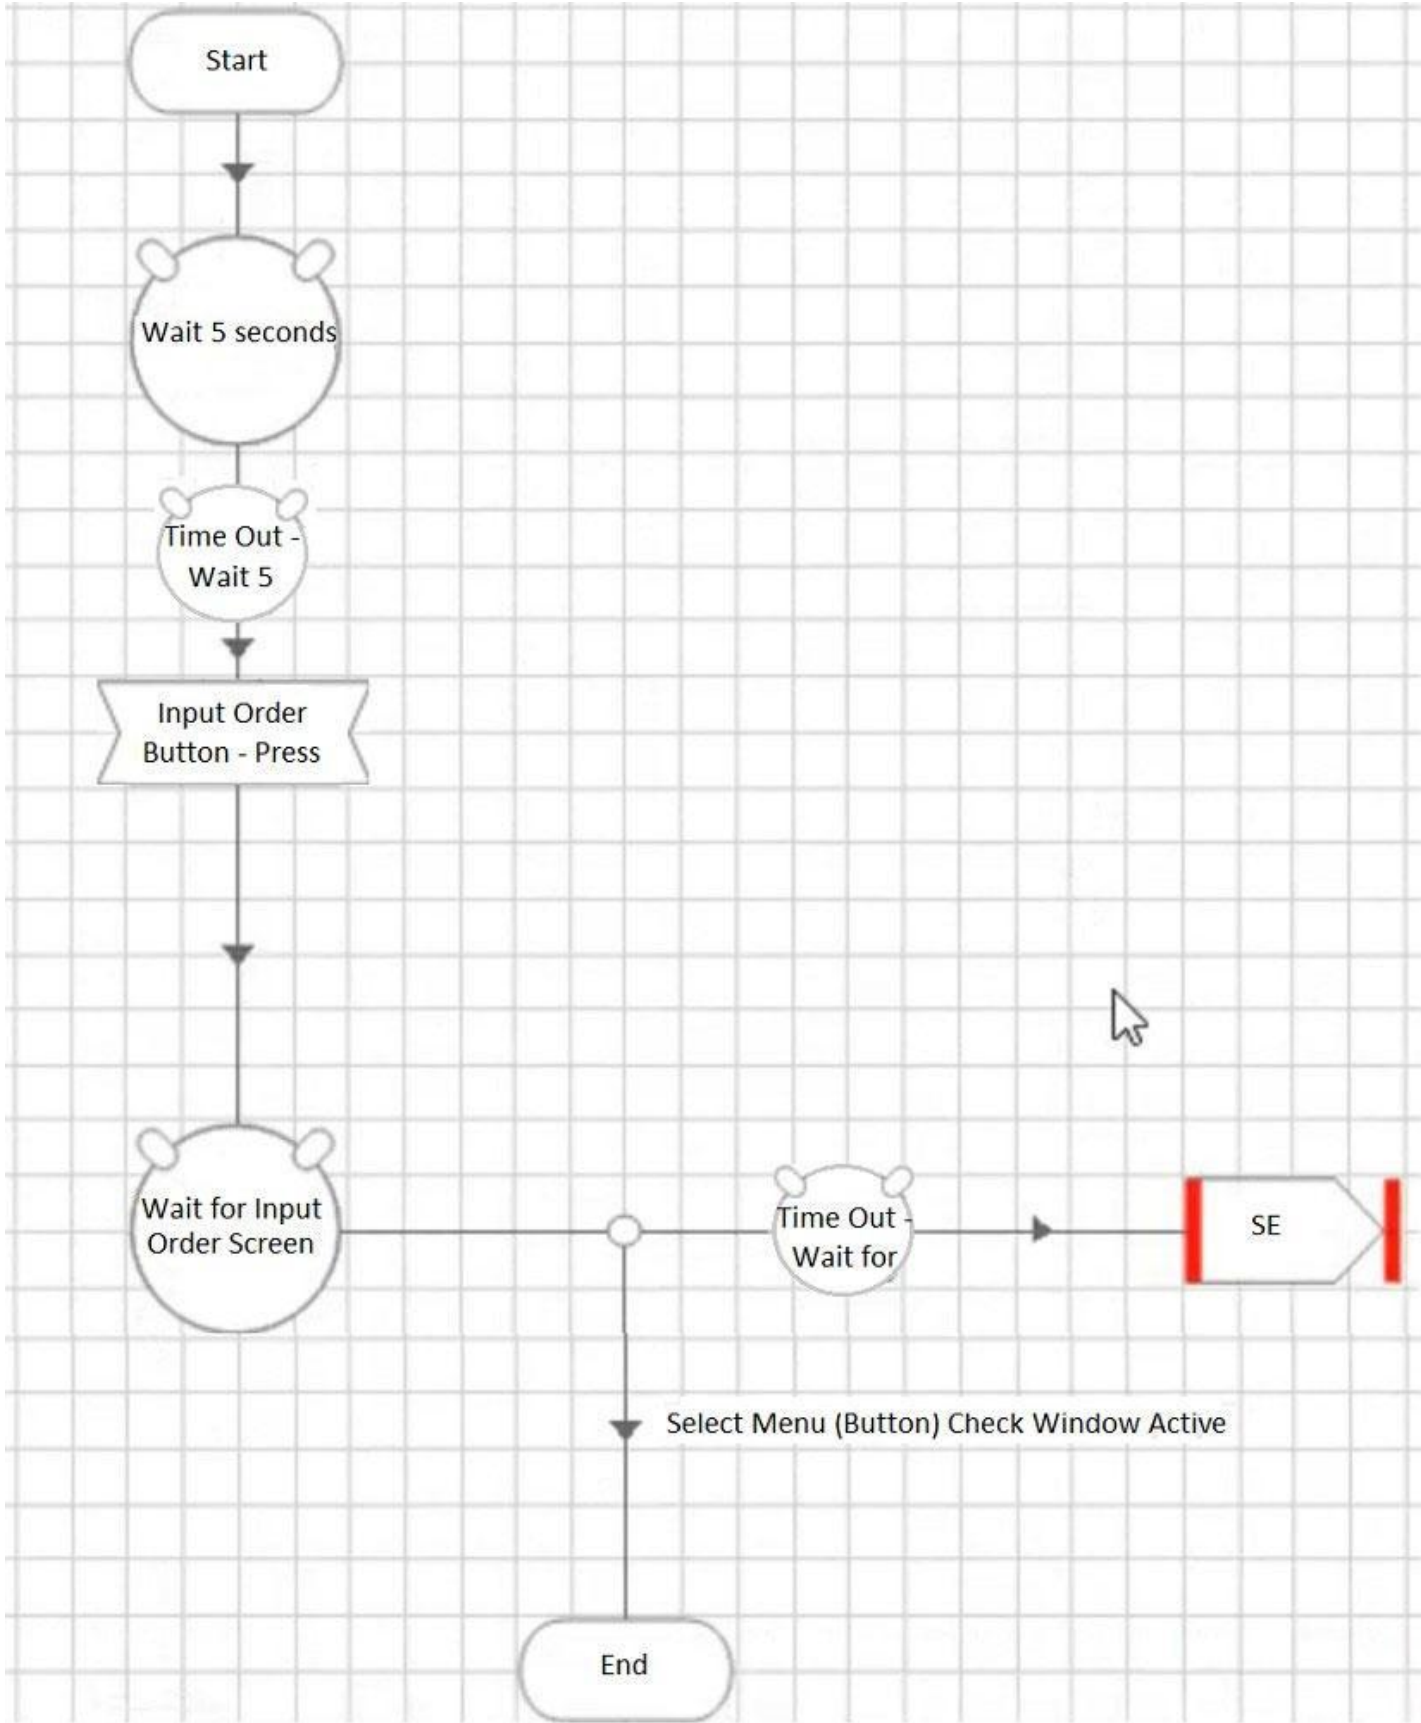 Start
Wait 5 seconds
Time Out -
Wait 5
Input Order
Button - Press
Wait for Input
Order Screen
Time Out -
Wait for
SE
Select Menu (Button) Check Window Active
End